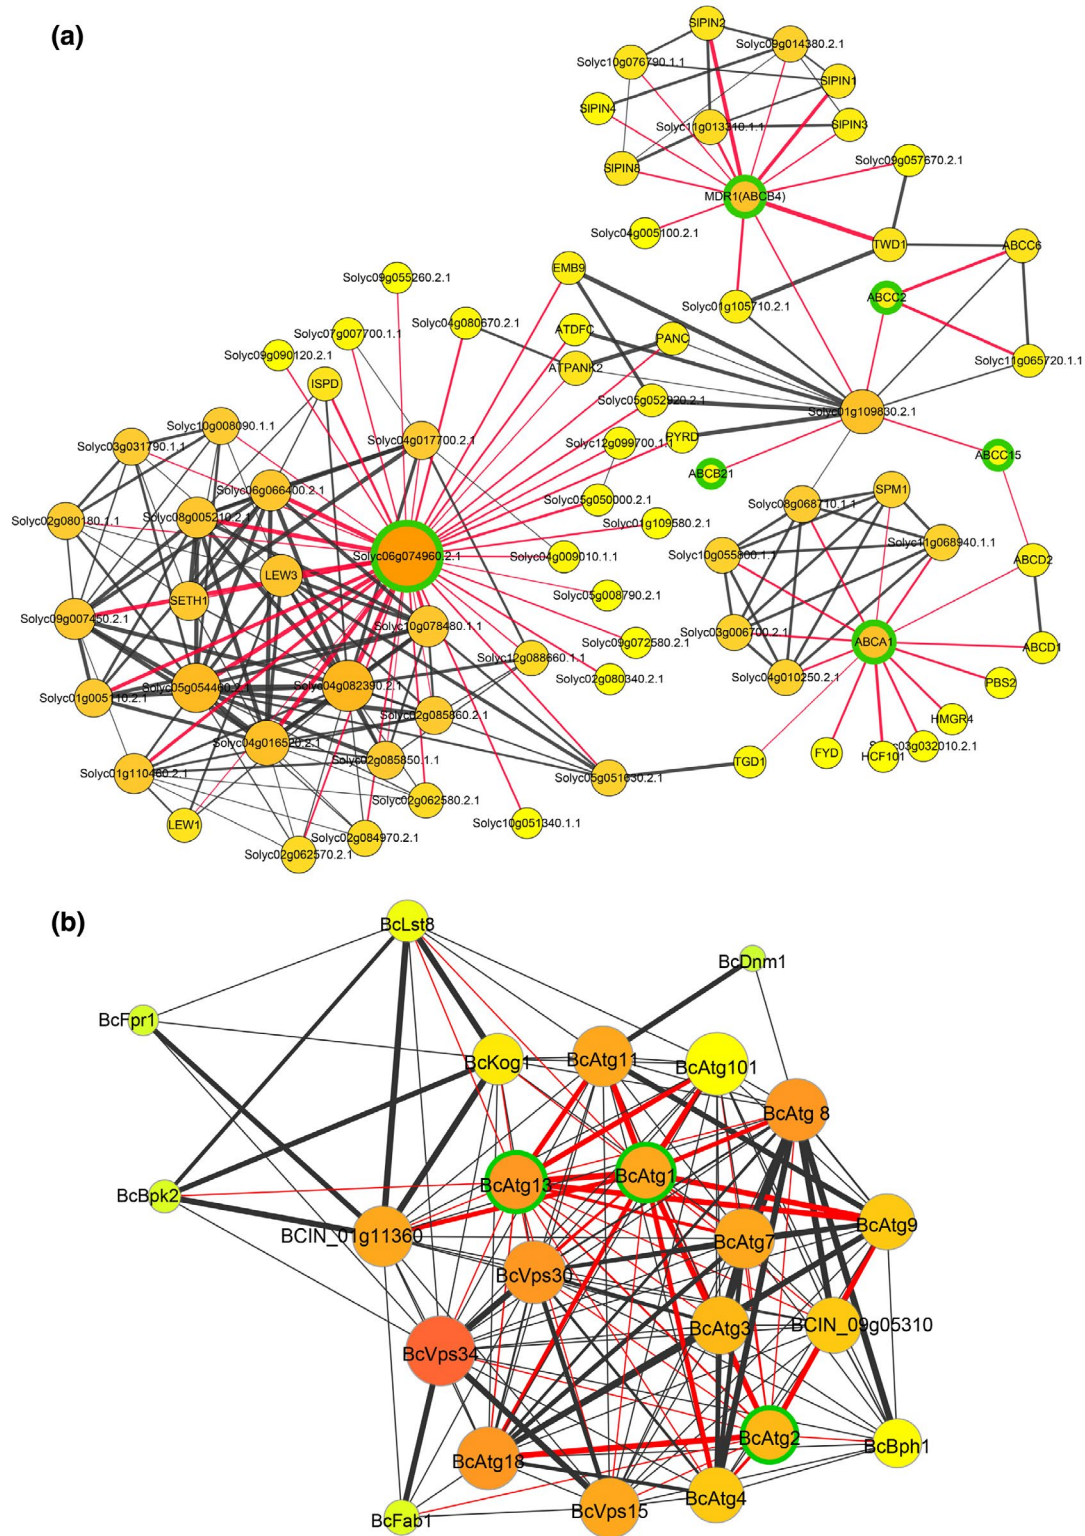 (a)
SlPIN2
Solyc09g014380.2.1
Solyc10g076790.1.1
SlPIN1
SlPIN4
Solyc11g013310.1.1
SlPIN3
SlPIN8
Solyc09g057670.2.1
MDR1(ABCB4)
Solyc04g005100.2.1
TWD1
ABCC6
EMB9
Solyc09g055260.2.1
ABCC2
Solyc01g105710.2.1
Solyc07g007700.1.1
Solyc04g080670.2.1
ATDFC
PANC
Solyc09g090120.2.1
Solyc11g065720.1.1
ATPANK2
ISPD
Solyc05g052920.2.1
Solyc01g109830.2.1
Solyc10g008090.1.1
Solyc03g031790.1.1
Solyc04g017700.2.1
Solyc12g099700.1.1
PYRD
ABCC15
ABCB21
Solyc06g066400.2.1
SPM1
Solyc05g050000.2.1
Solyc08g068710.1.1
Solyc02g080180.1.1
Solyc08g005210.2.1
Solyc01g109580.2.1
Solyc11g068940.1.1
Solyc06g074960.2.1
Solyc04g009010.1.1
Solyc10g055800.1.1
ABCD2
LEW3
SETH1
Solyc05g008790.2.1
Solyc09g007450.2.1
Solyc10g078480.1.1
Solyc03g006700.2.1
Solyc09g072580.2.1
ABCA1
ABCD1
Solyc12g088660.1.1
Solyc02g080340.2.1
Solyc04g010250.2.1
PBS2
Solyc05g054460.2.1
Solyc04g082390.2.1
Solyc01g005110.2.1
Solyc02g085860.2.1
HMGR4
Solyc04g016520.2.1
03g032010.2.1
FYD
HCF101
Solyc02g085850.1.1
TGD1
Solyc01g110460.2.1
Solyc05g051630.2.1
Solyc02g062580.2.1
LEW1
Solyc10g051340.1.1
Solyc02g084970.2.1
Solyc02g062570.2.1
(b)
BcLst8
BcDnm1
BcFpr1
BcKog1
BcAtg11
BcAtg101
BcAtg 8
BcAtg13
BcAtg1
BcBpk2
BcAtg9
BCIN_01g11360
BcAtg7
BcVps30
BcAtg3
BCIN_09g05310
BcVps34
BcAtg2
BcBph1
BcAtg18
BcAtg4
BcVps15
BcFab1